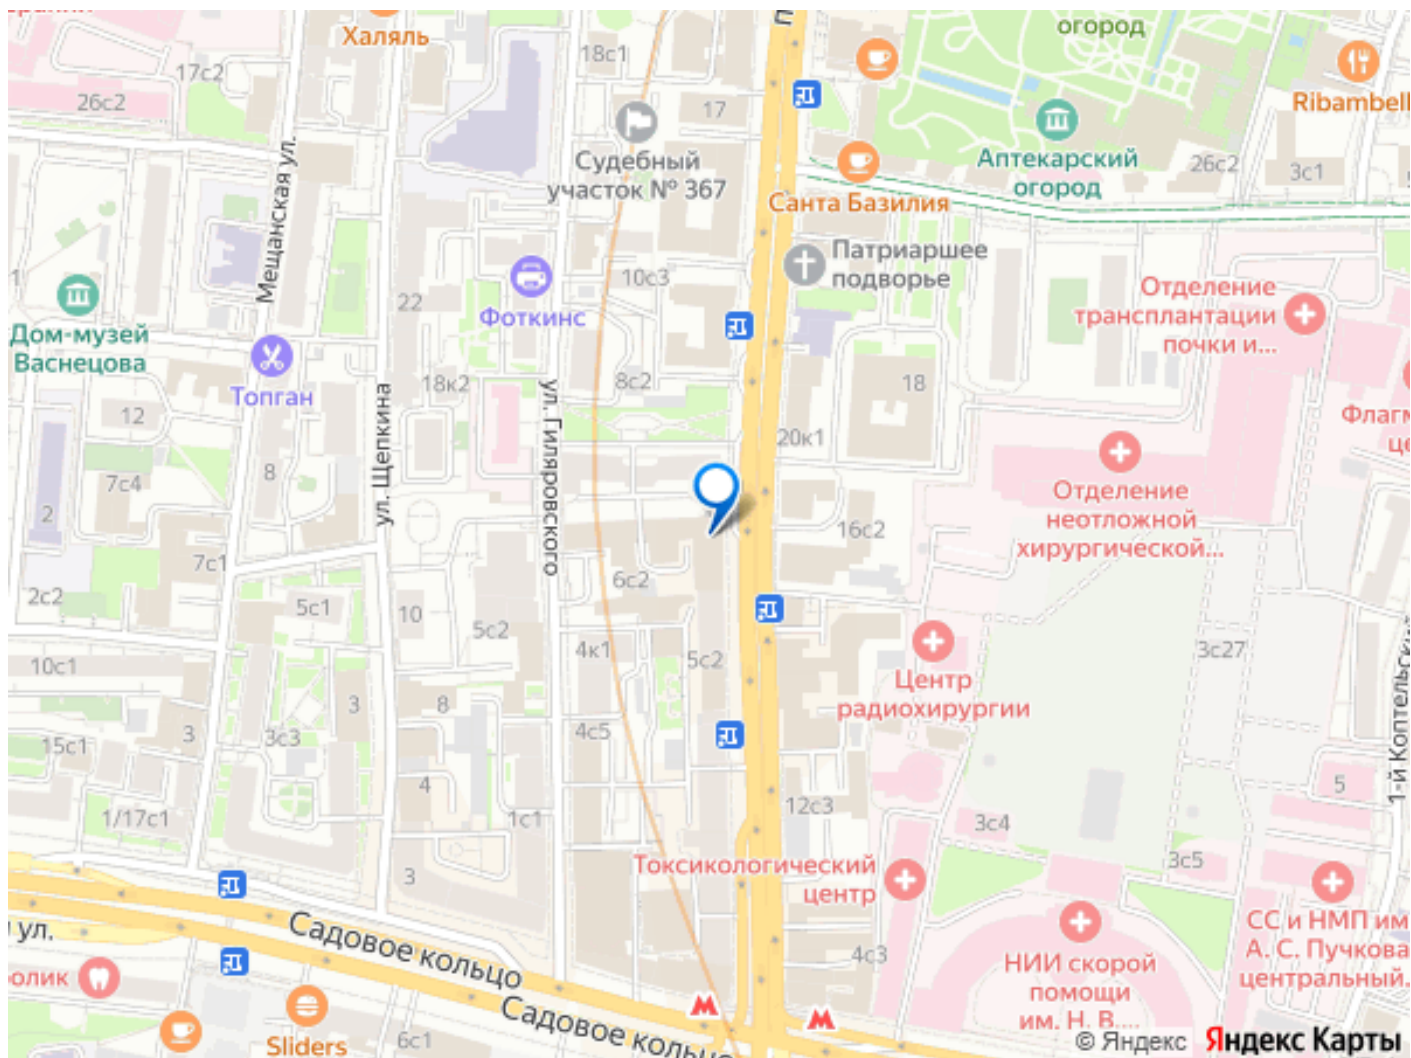 Халяль
17с2
26с2
18с1
17
огород
Ribambell
Судебный
участок № 367
Аптекарский
огород
26с2
3с1
Санта Базилия
Мещанская ул.
Патриаршее
подворье
10с3
22
Фоткинс
Дом-музей
Васнецова
Топган
Отделение
трансплантации
почки и...
18к2
8с2
18
12
20к1
Флагм
це
ул. Щепкина
ул. Гиляровского
8
7с4
2
Отделение
неотложной
хирургической...
16с2
7с1
6с2
2с2
5с1
10
5с2
4к1
5с2
3с27
10с1
Центр
радиохирургии
3
8
3
3с3
15с1
4с5
1-й Коптельский
4
5
12с3
1/17с1
1с1
3с4
3с5
Токсикологический
центр
3
Садовое кольцо
ул.
СС и НМП им
А. С. Пучкова
центральный.
4с3
НИИ скорой
помощи
им. Н. В....
олик
Садовое кольцо
Sliders
6с1
© Яндекс Яндекс Карты